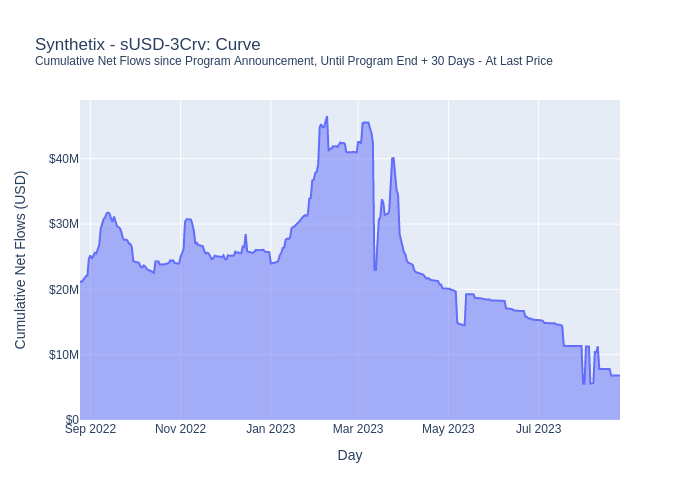 Synthetix - sUSD-3Crv: Curve
Cumulative Net Flows since Program Announcement, Until Program End + 30 Days - At Last Price
Cumulative Net Flows (USD)
$40M
$30M
$20M
$10M
$0
Sep 2022 Nov 2022 Jan 2023 Mar 2023 May 2023 Jul 2023
Day